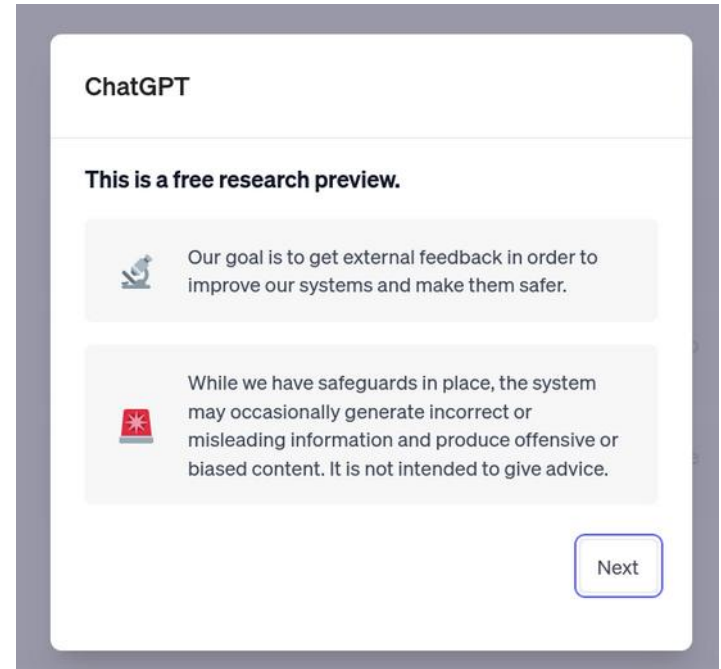 ChatGPT
This is a free research preview.
Our goal is to get external feedback in order to
improve our systems and make them safer.
While we have safeguards in place, the system
may occasionally generate incorrect or
misleading information and produce offensive or
biased content. It is not intended to give advice.
Next